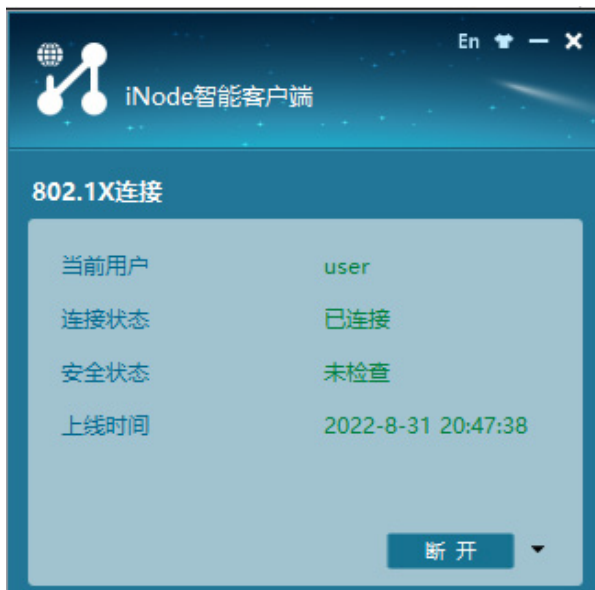 En
iNode智能客户端
802.1X连接
当前用户 user
连接状态 已连接
安全状态 未检查
上线时间 2022-8-31 20:47:38
断开